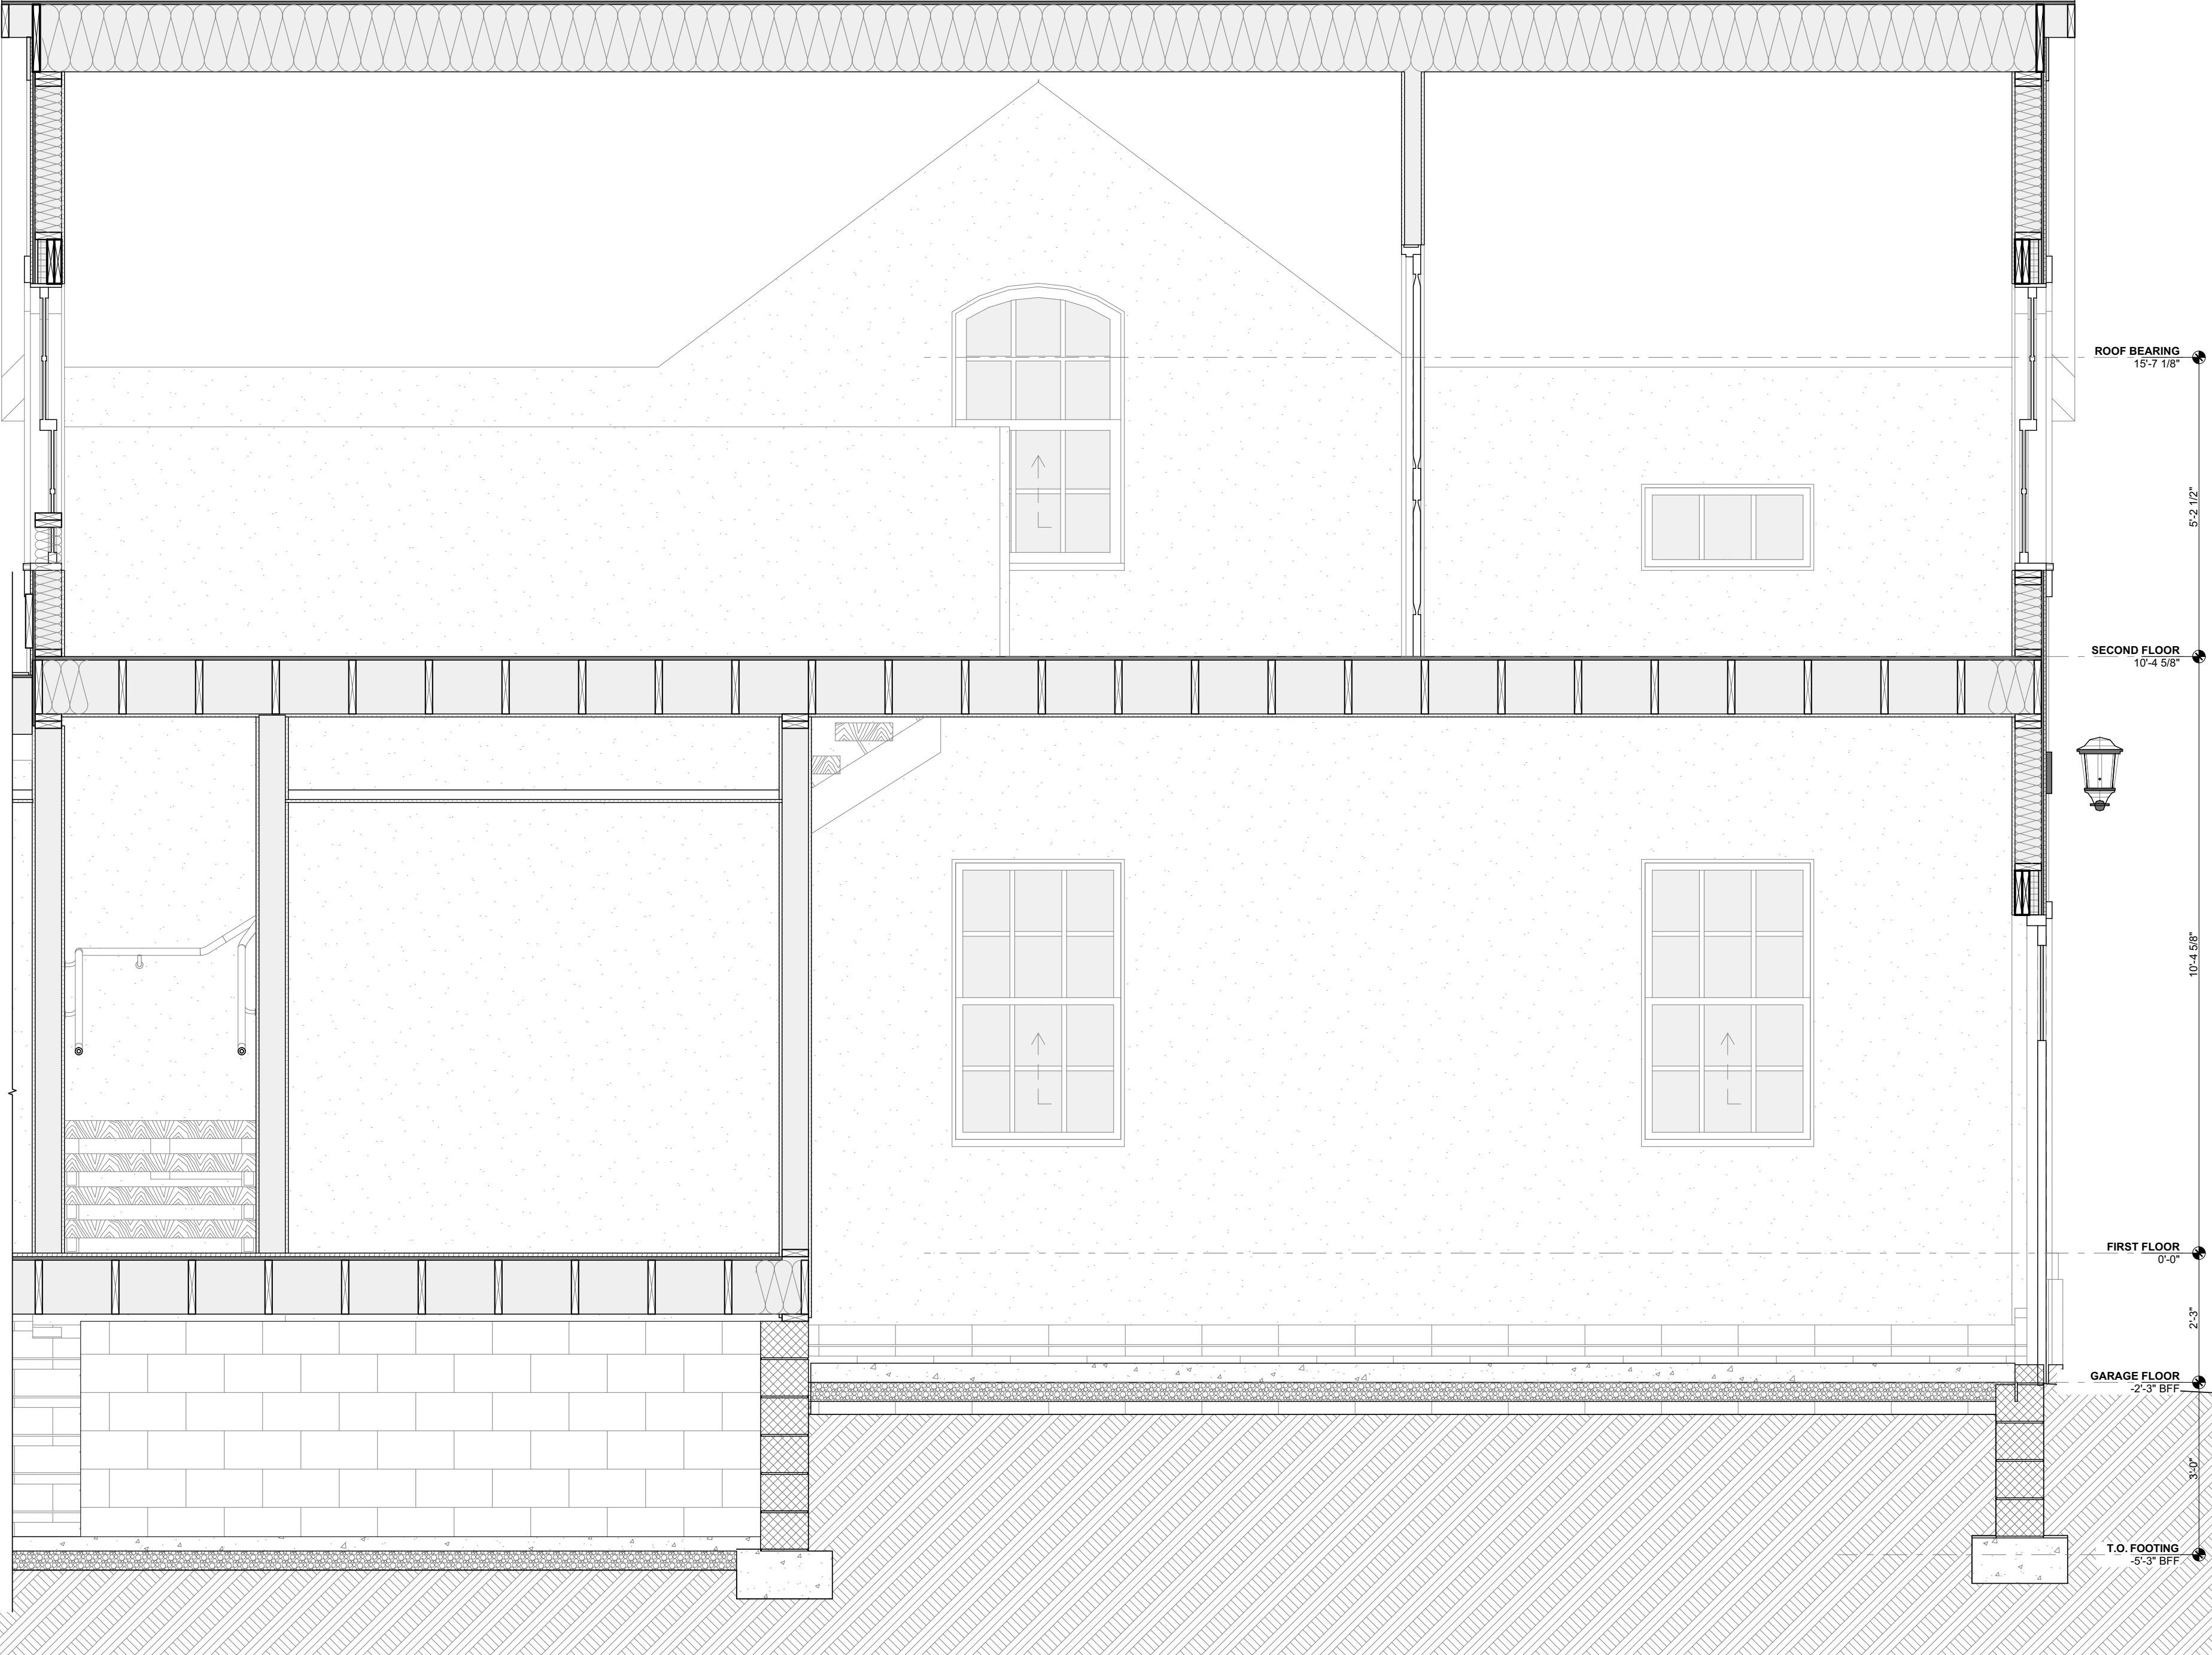 ROOF BEARING
15'-7 1/8"
5'-2 1/2"
SECOND FLOOR
10'-4 5/8"
10'-4 5/8"
FIRST FLOOR
0'-0"
2'-3"
GARAGE FLOOR
-2'-3" BFF
3'-0"
T.O. FOOTING
-5'-3" BFF